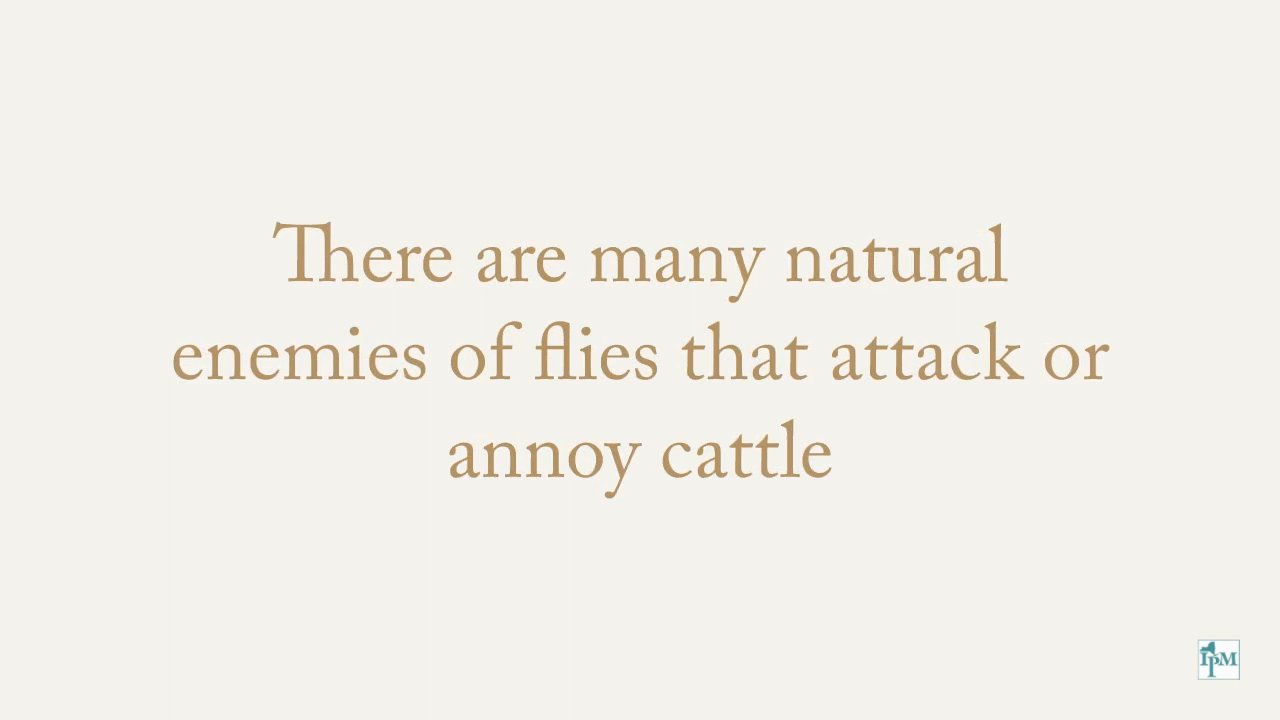 There are many natural
enemies of flies that attack or
annoy cattle
IPM